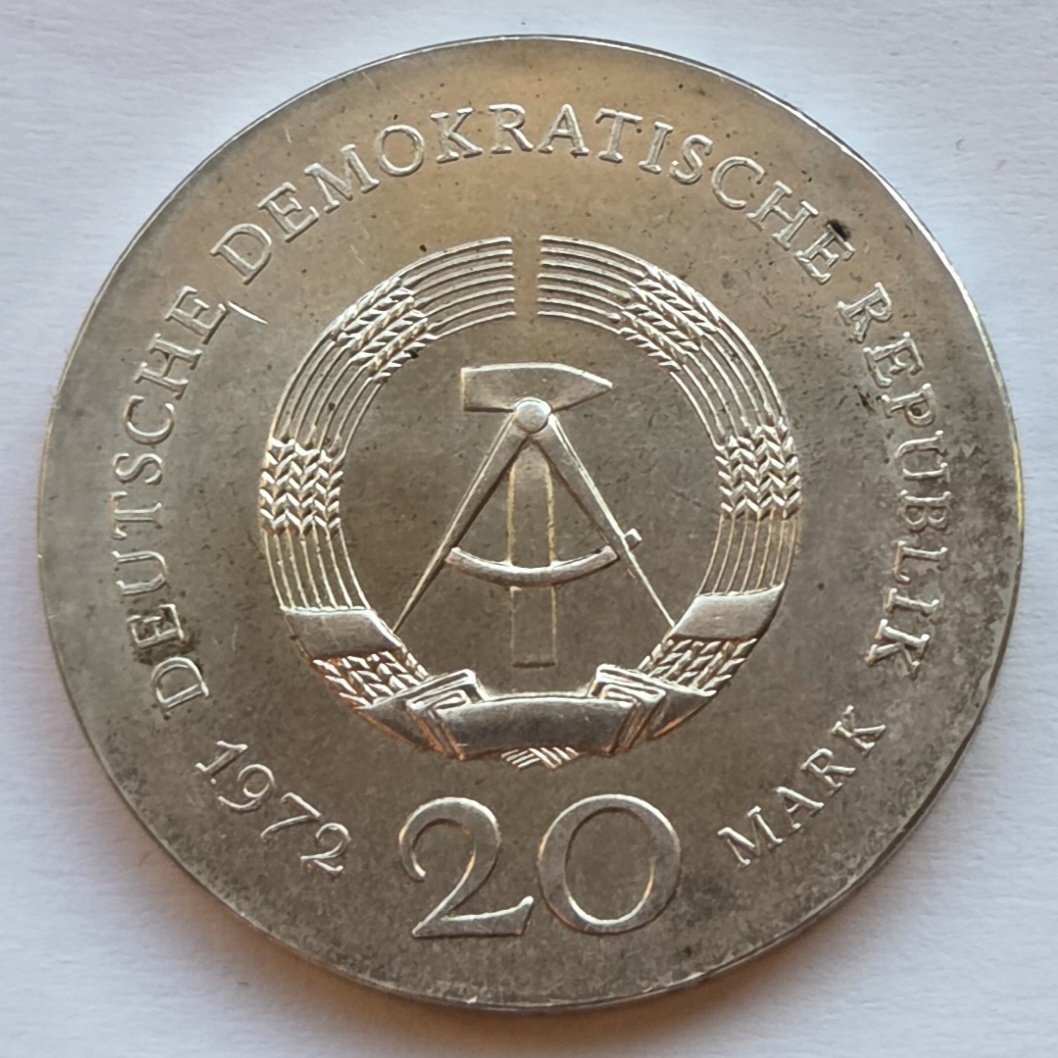 DEUTSCHE DEMOKRATISCHE REPUBLIK
1972
20
MARK